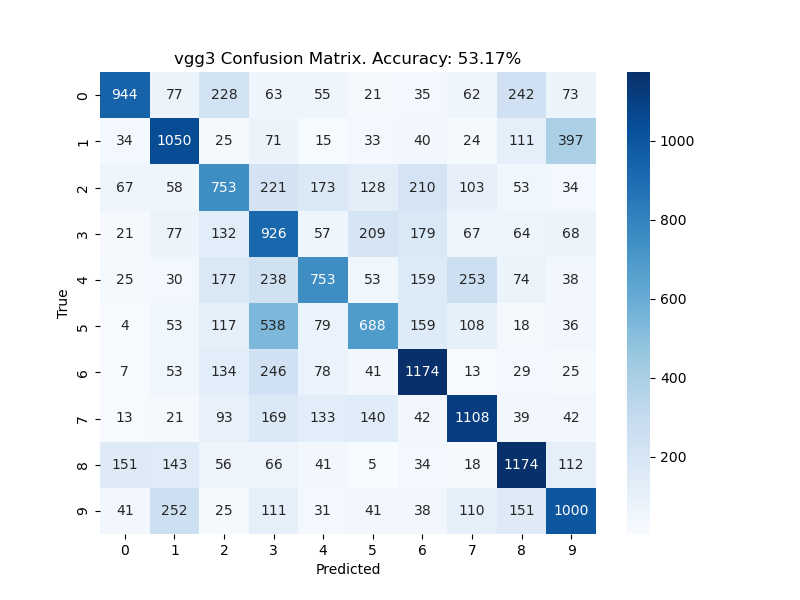 vgg3 Confusion Matrix. Accuracy: 53.17%
0 944 77 228 63 55 21 35 62 242 73
1 34 1050 25 71 15 33 40 24 111 397
2 67 58 753 221 173 128 210 103 53 34
3 21 77 132 926 57 209 179 67 64 68
4 25 30 177 238 753 53 159 253 74 38
5 4 53 117 538 79 688 159 108 18 36
6 7 53 134 246 78 41 1174 13 29 25
7 13 21 93 169 133 140 42 1108 39 42
8 151 143 56 66 41 5 34 18 1174 112
9 41 252 25 111 31 41 38 110 151 1000
0 1 2 3 4 5 6 7 8 9
Predicted
True
1000
800
600
400
200